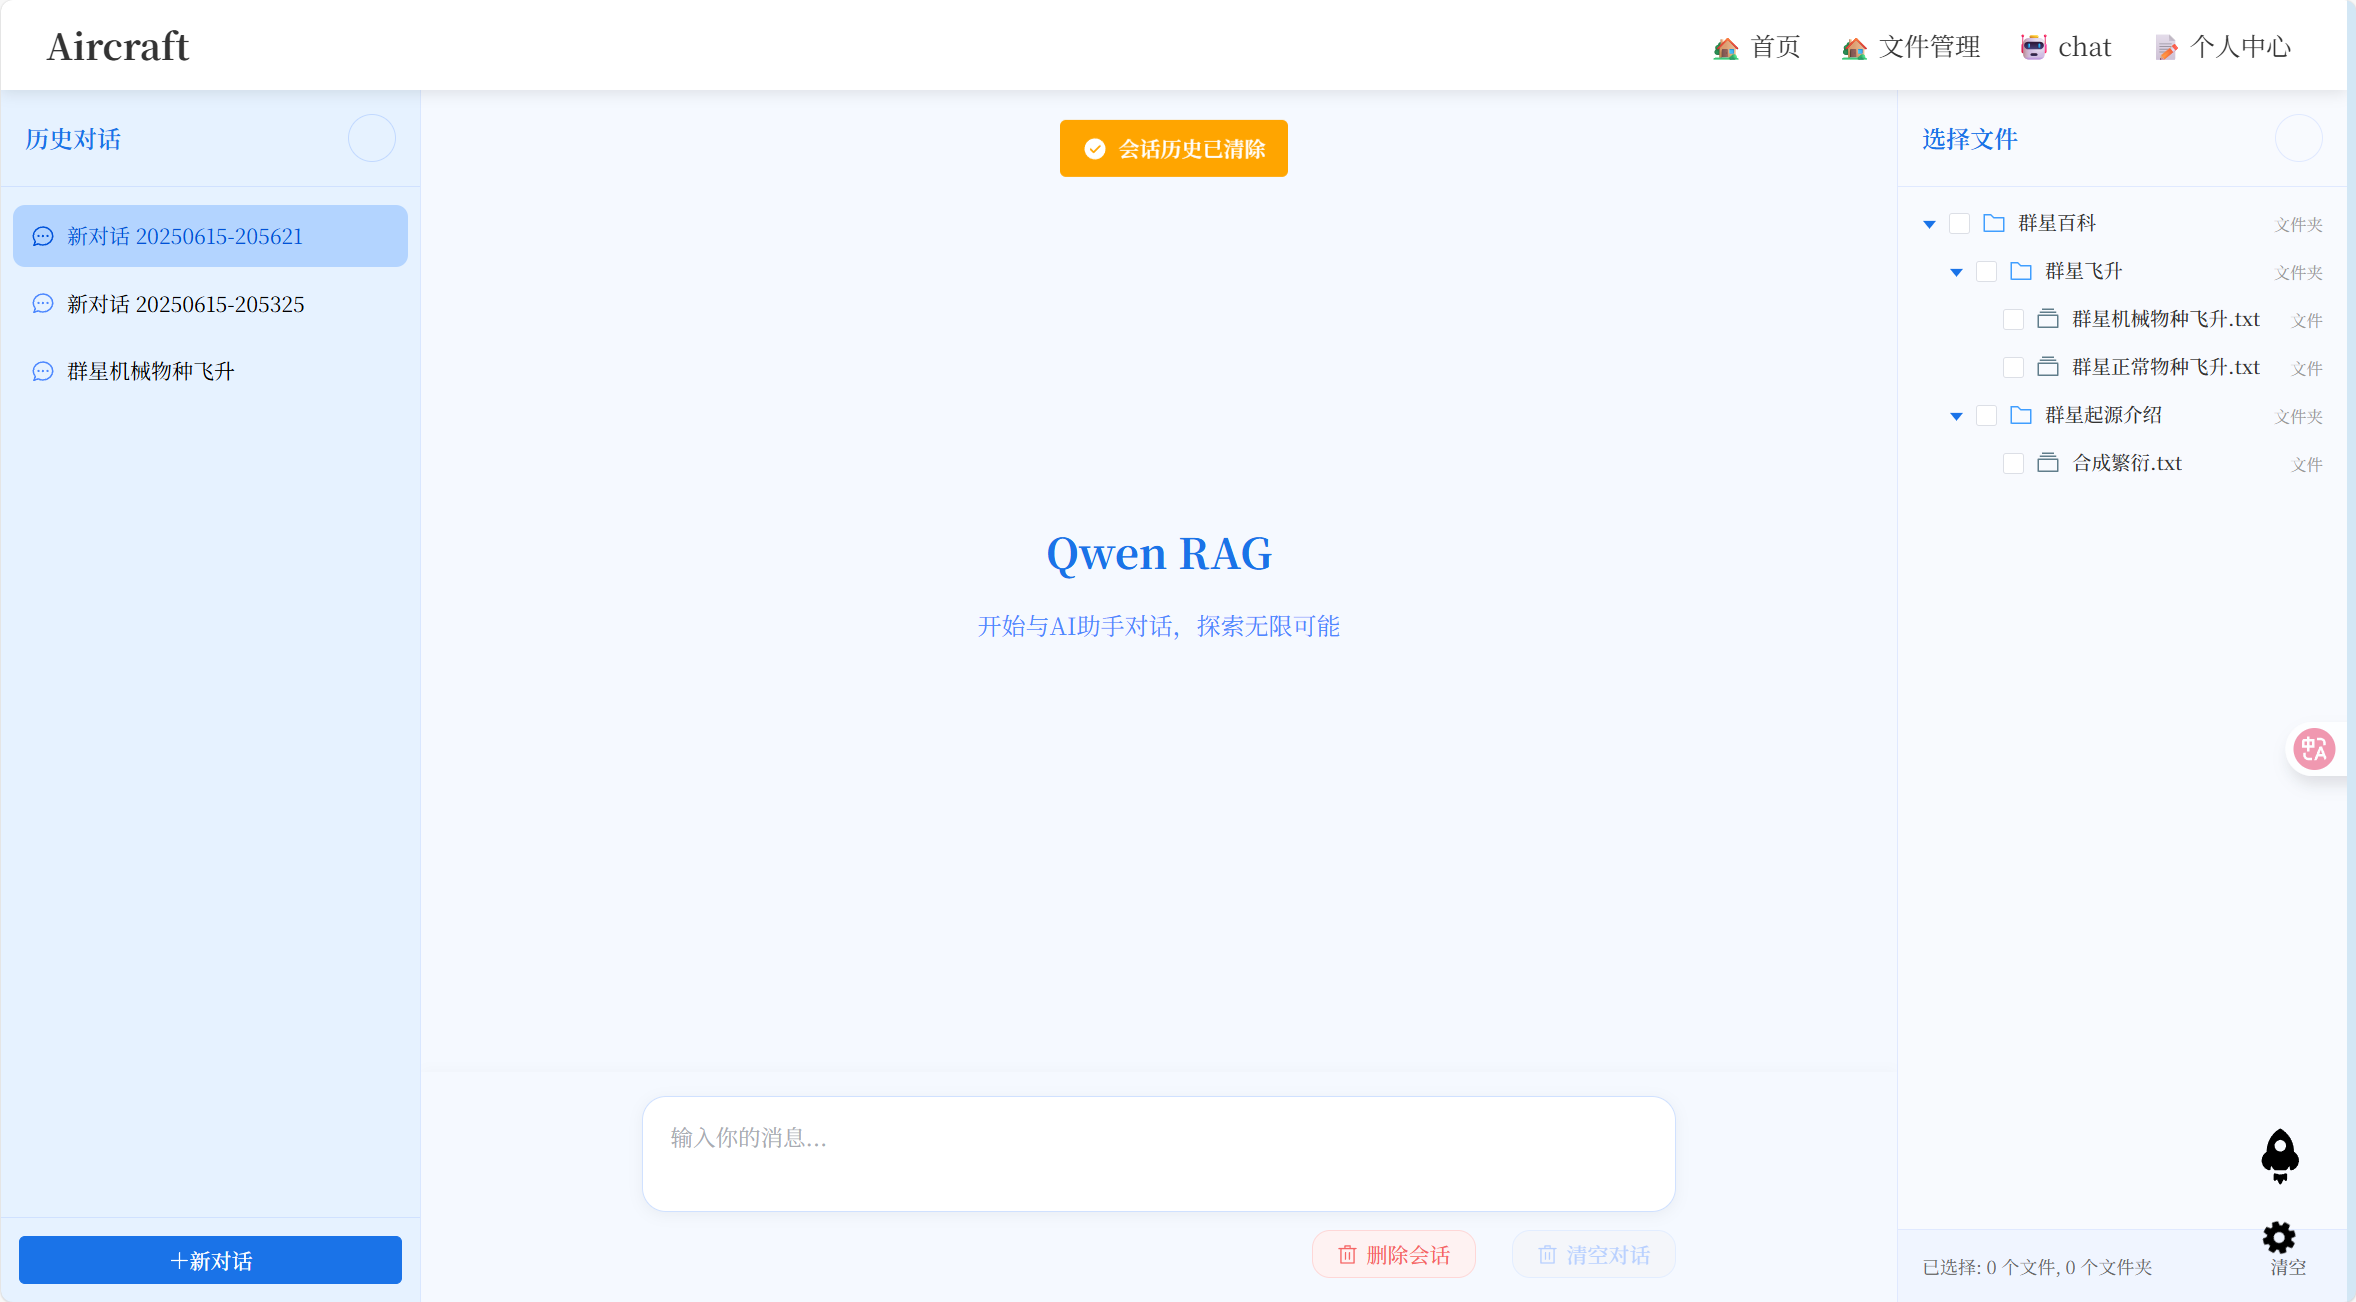 Aircraft
首页
文件管理
chat
个人中心
历史对话
新对话 20250615-205621
新对话 20250615-205325
群星机械物种飞升
+新对话
会话历史已清除
Qwen RAG
开始与AI助手对话，探索无限可能
输入你的消息...
删除会话
清空对话
选择文件
群星百科 文件夹
群星飞升 文件夹
群星机械物种飞升.txt 文件
群星正常物种飞升.txt 文件
群星起源介绍 文件夹
合成繁衍.txt 文件
中A
已选择: 0 个文件, 0 个文件夹
清空